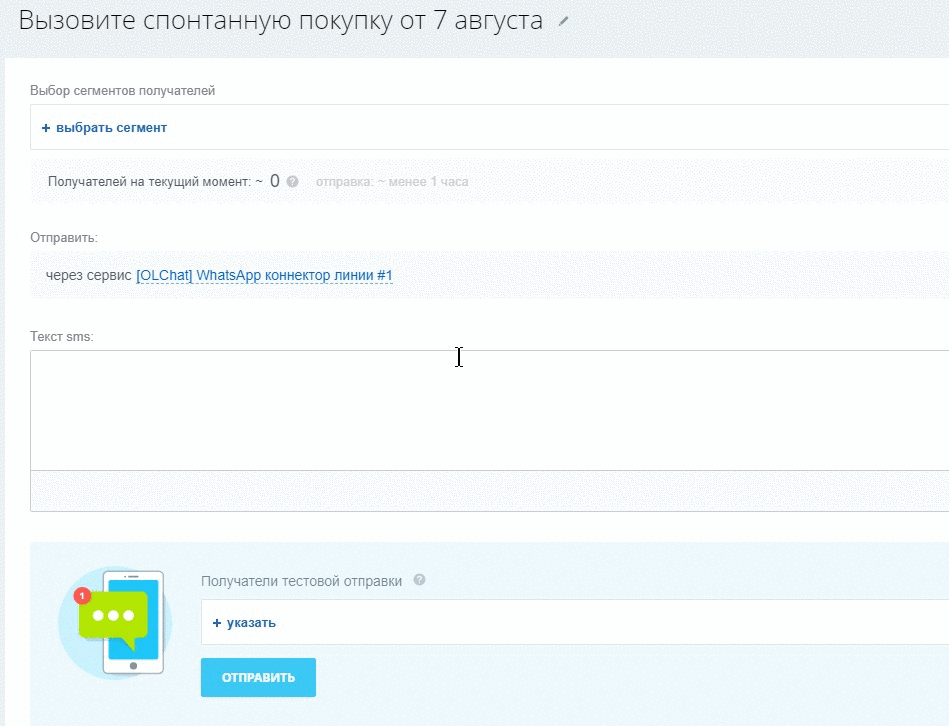 Вызовите спонтанную покупку от 7 августа
Выбор сегментов получателей
+ выбрать сегмент
Получателей на текущий момент: ~ 0 ? отправка: ~ менее 1 часа
Отправить:
через сервис [OLChat] WhatsApp коннектор линии #1
Текст sms:
1
Получатели тестовой отправки ?
+ указать
ОТПРАВИТЬ